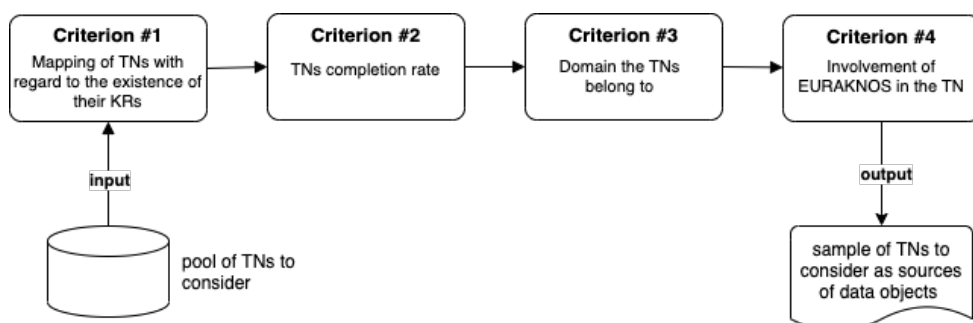 Criterion #1
Mapping of TNs with
regard to the existence of
their KRs
Criterion #2
TNs completion rate
Criterion #3
Domain the TNs
belong to
Criterion #4
Involvement of
EURAKNOS in the TN
input
output
pool of TNs to
consider
sample of TNs to
consider as sources
of data objects